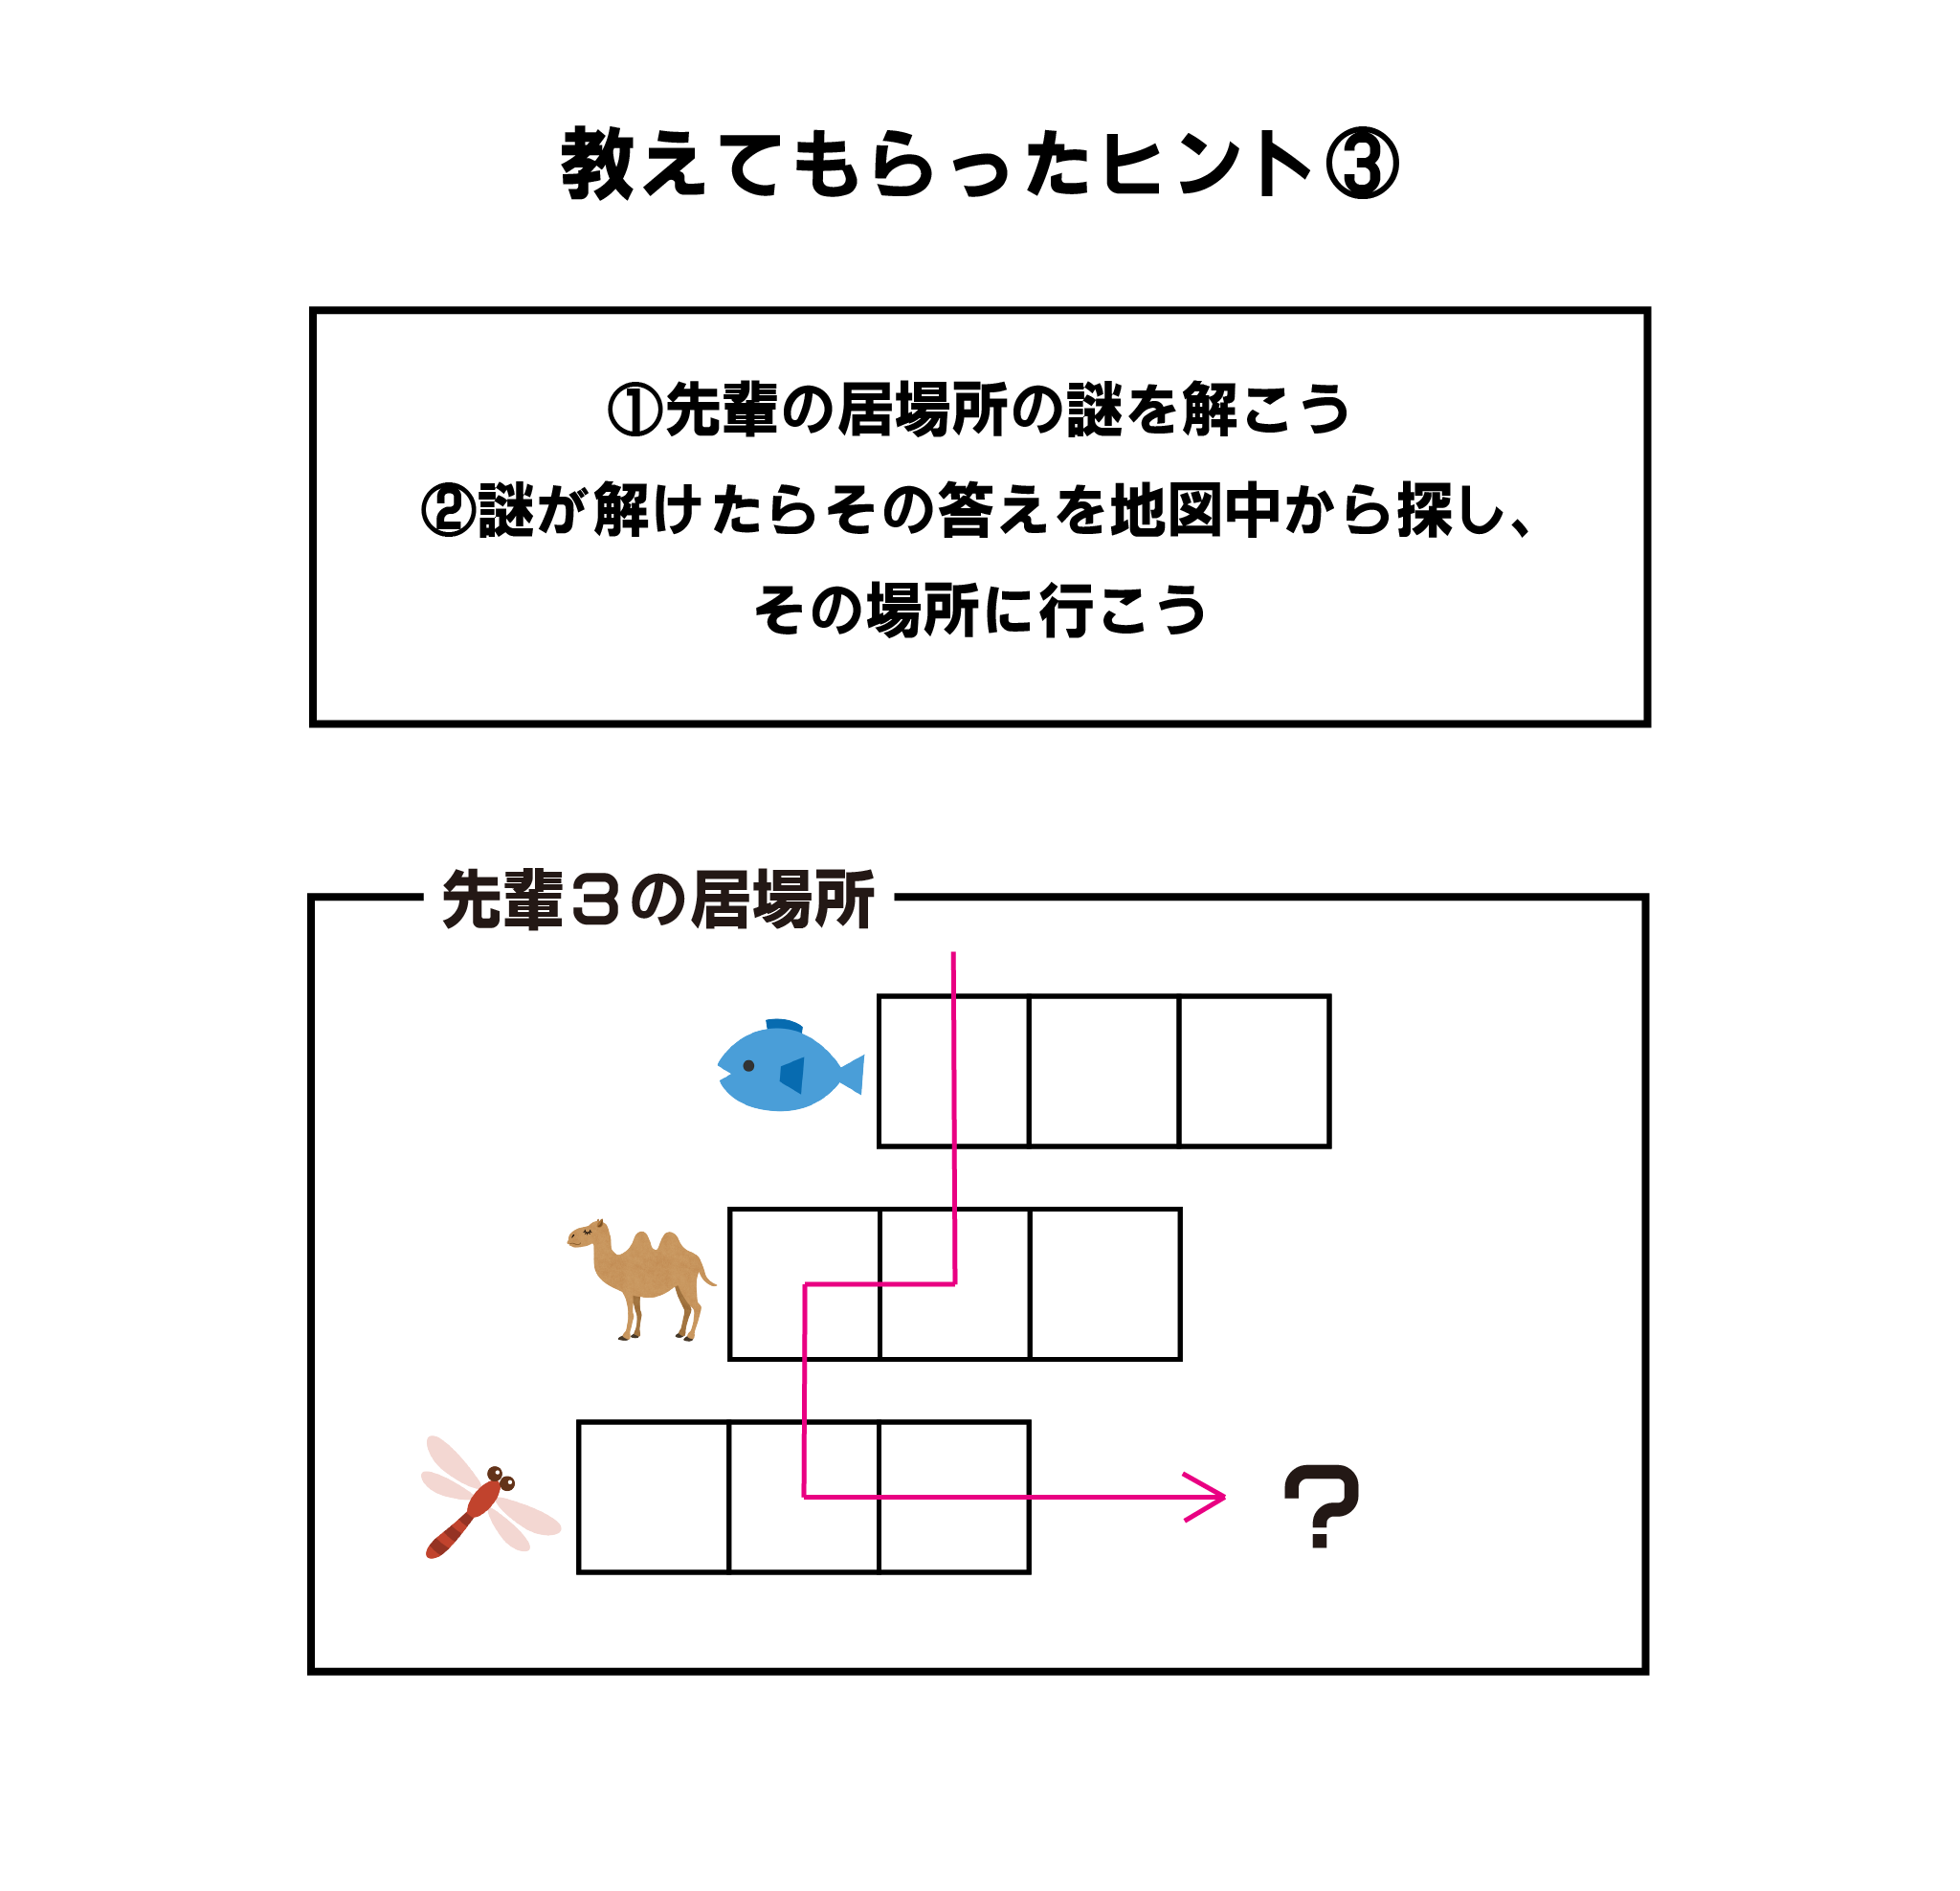 教えてもらったヒント③
①先輩の居場所の謎を解こう
②謎が解けたらその答えを地図中から探し、
その場所に行こう
先輩3の居場所
?